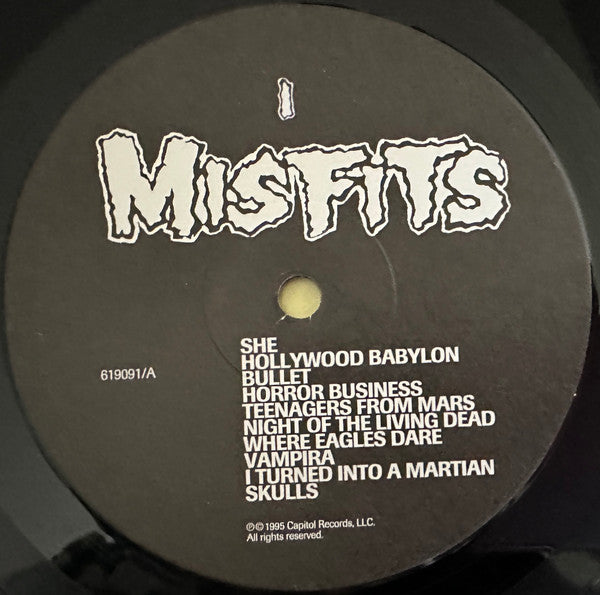 I
MISFITS
SHE
HOLLYWOOD BABYLON
619091/A
BULLET
HORROR BUSINESS
TEENAGERS FROM MARS
NIGHT OF THE LIVING DEAD
WHERE EAGLES DARE
VAMPIRA
I TURNED INTO A MARTIAN
SKULLS
℗© 1995 Capitol Records, LLC.
All rights reserved.